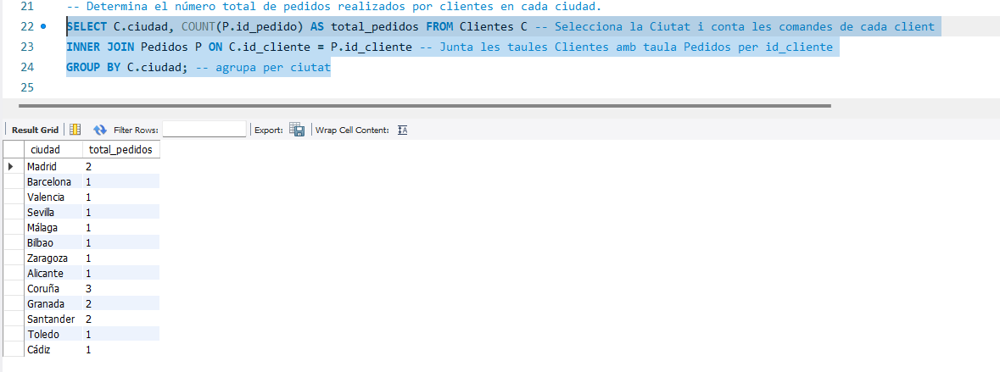 21 -- Determina el número total de pedidos realizados por clientes en cada ciudad.
22 SELECT C.ciudad, COUNT(P.id_pedido) AS total_pedidos FROM Clientes C -- Selecciona la Ciutat i conta les comandes de cada client
23 INNER JOIN Pedidos P ON C.id_cliente = P.id_cliente -- Junta les taules Clientes amb taula Pedidos per id_cliente
24 GROUP BY C.ciudad; -- agrupa per ciutat
25
Result Grid Filter Rows: Export: Wrap Cell Content: IA
ciudad total_pedidos
Madrid 2
Barcelona 1
Valencia 1
Sevilla 1
Málaga 1
Bilbao 1
Zaragoza 1
Alicante 1
Coruña 3
Granada 2
Santander 2
Toledo 1
Cádiz 1